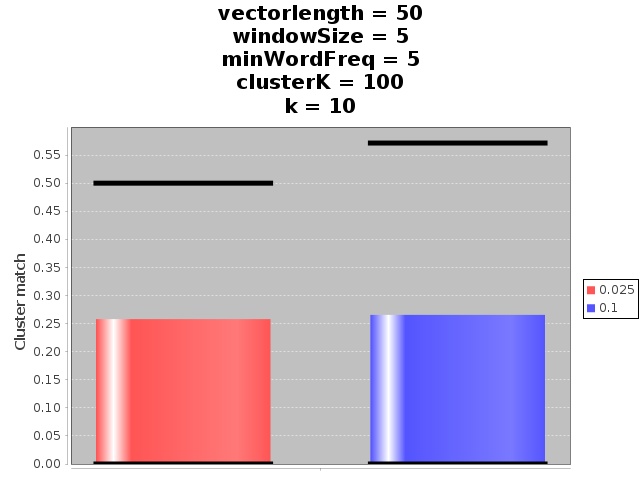 vectorlength = 50
windowSize = 5
minWordFreq = 5
clusterK = 100
k = 10
Cluster match
0.55
0.50
0.45
0.40
0.35
0.30
0.25
0.20
0.15
0.10
0.05
0.00
0.025
0.1